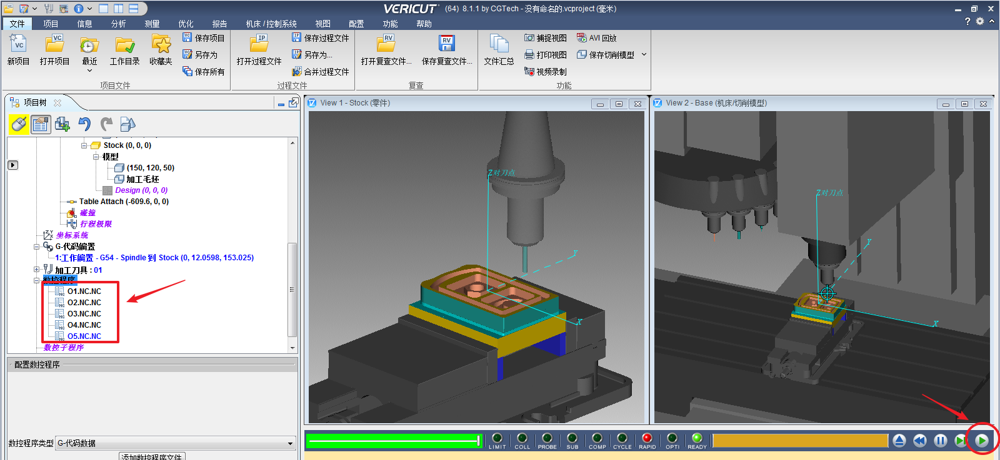 VERICUT (64) 8.1.1 by CGTech - 没有命名的.vcproject (毫米)
文件 项目 信息 分析 测量 优化 报告 机床 / 控制系统 视图 配置 功能 帮助
新项目 打开项目 最近 工作目录 收藏夹 保存项目 另存为 保存所有
打开过程文件 保存过程文件 另存为... 合并过程文件
打开复查文件... 保存复查文件...
文件汇总 捕捉视图 打印视图 视频录制 AVI 回放 保存切削模型
项目文件 过程文件 复查 功能
项目树
Stock (0, 0, 0)
模型
(150, 120, 50)
加工毛坯
Design (0, 0, 0)
Table Attach (-609.6, 0, 0)
碰撞
行程极限
坐标系统
G-代码偏置
1:工作偏置 - G54 - Spindle 到 Stock (0, 12.0598, 153.025)
加工刀具 : 01
数控程序
O1.NC.NC
O2.NC.NC
O3.NC.NC
O4.NC.NC
O5.NC.NC
数控子程序
配置数控程序
数控程序类型 G-代码数据
添加数控程序文件
View 1 - Stock (零件)
Z对刀点
Y
X
View 2 - Base (机床/切削模型)
Z对刀点
Y
X
LIMIT COLL PROBE SUB COMP CYCLE RAPID OPTI READY